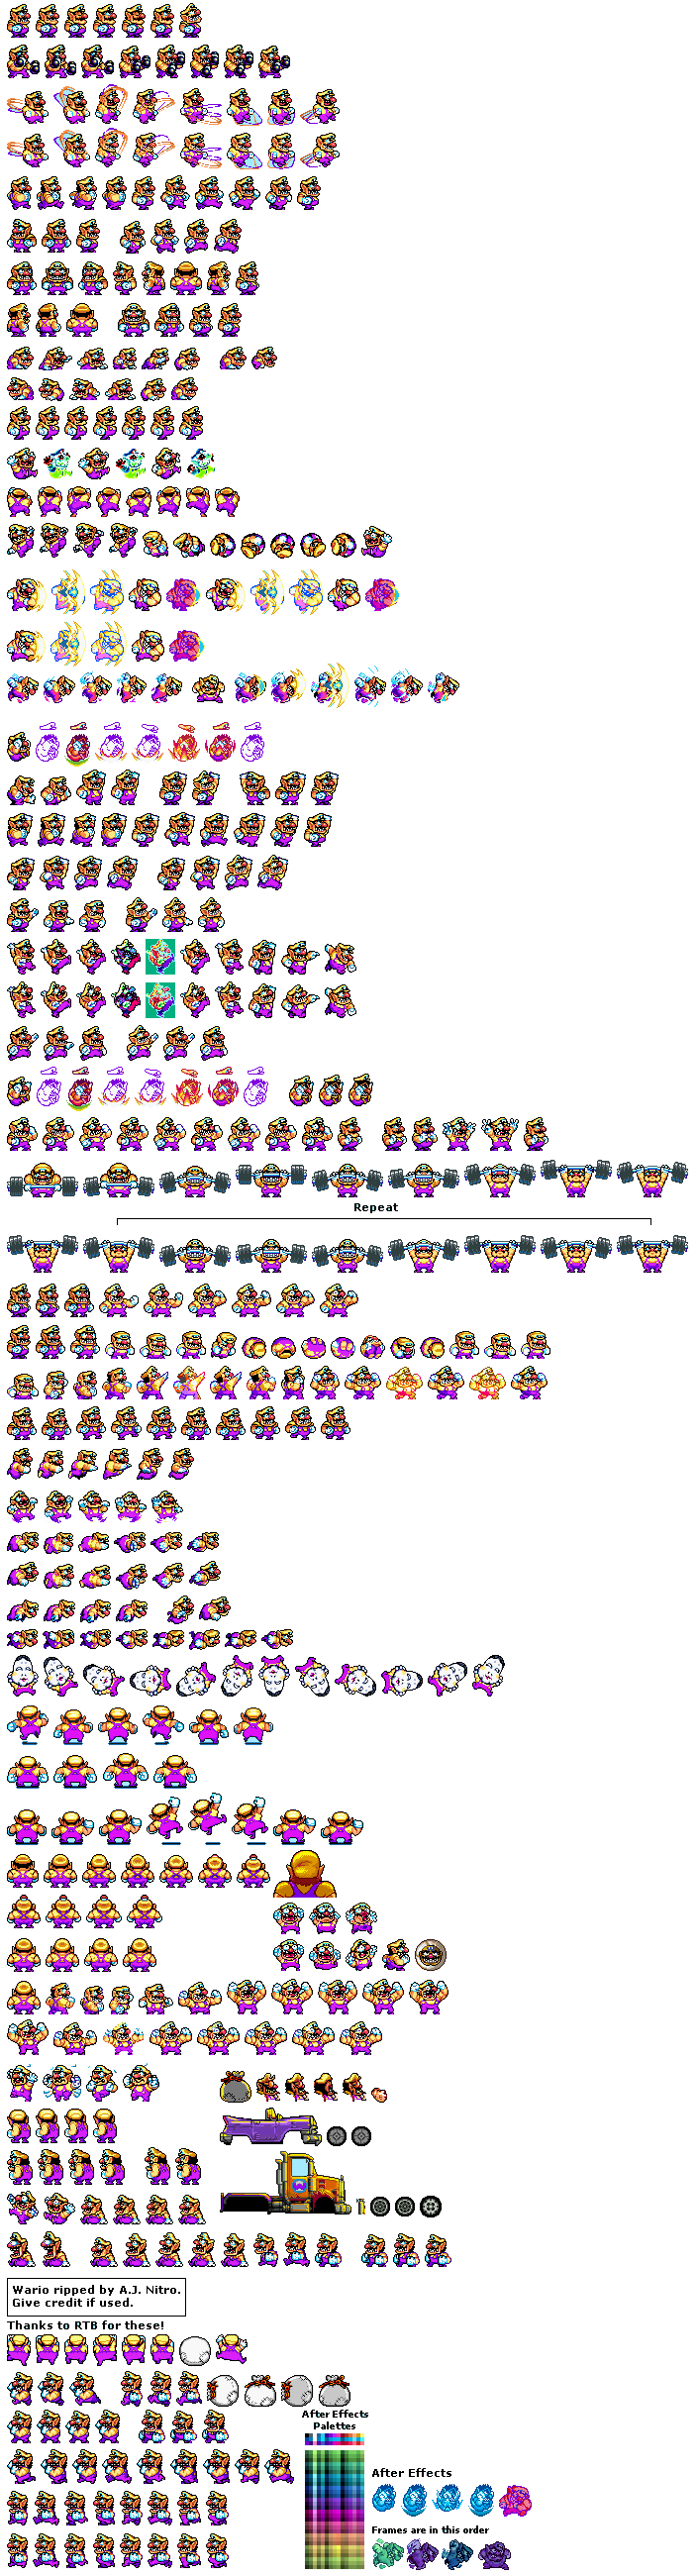 Repeat
Wario ripped by A.J. Nitro.
Give credit if used.
Thanks to RTB for these!
After Effects
Palettes
After Effects
Frames are in this order